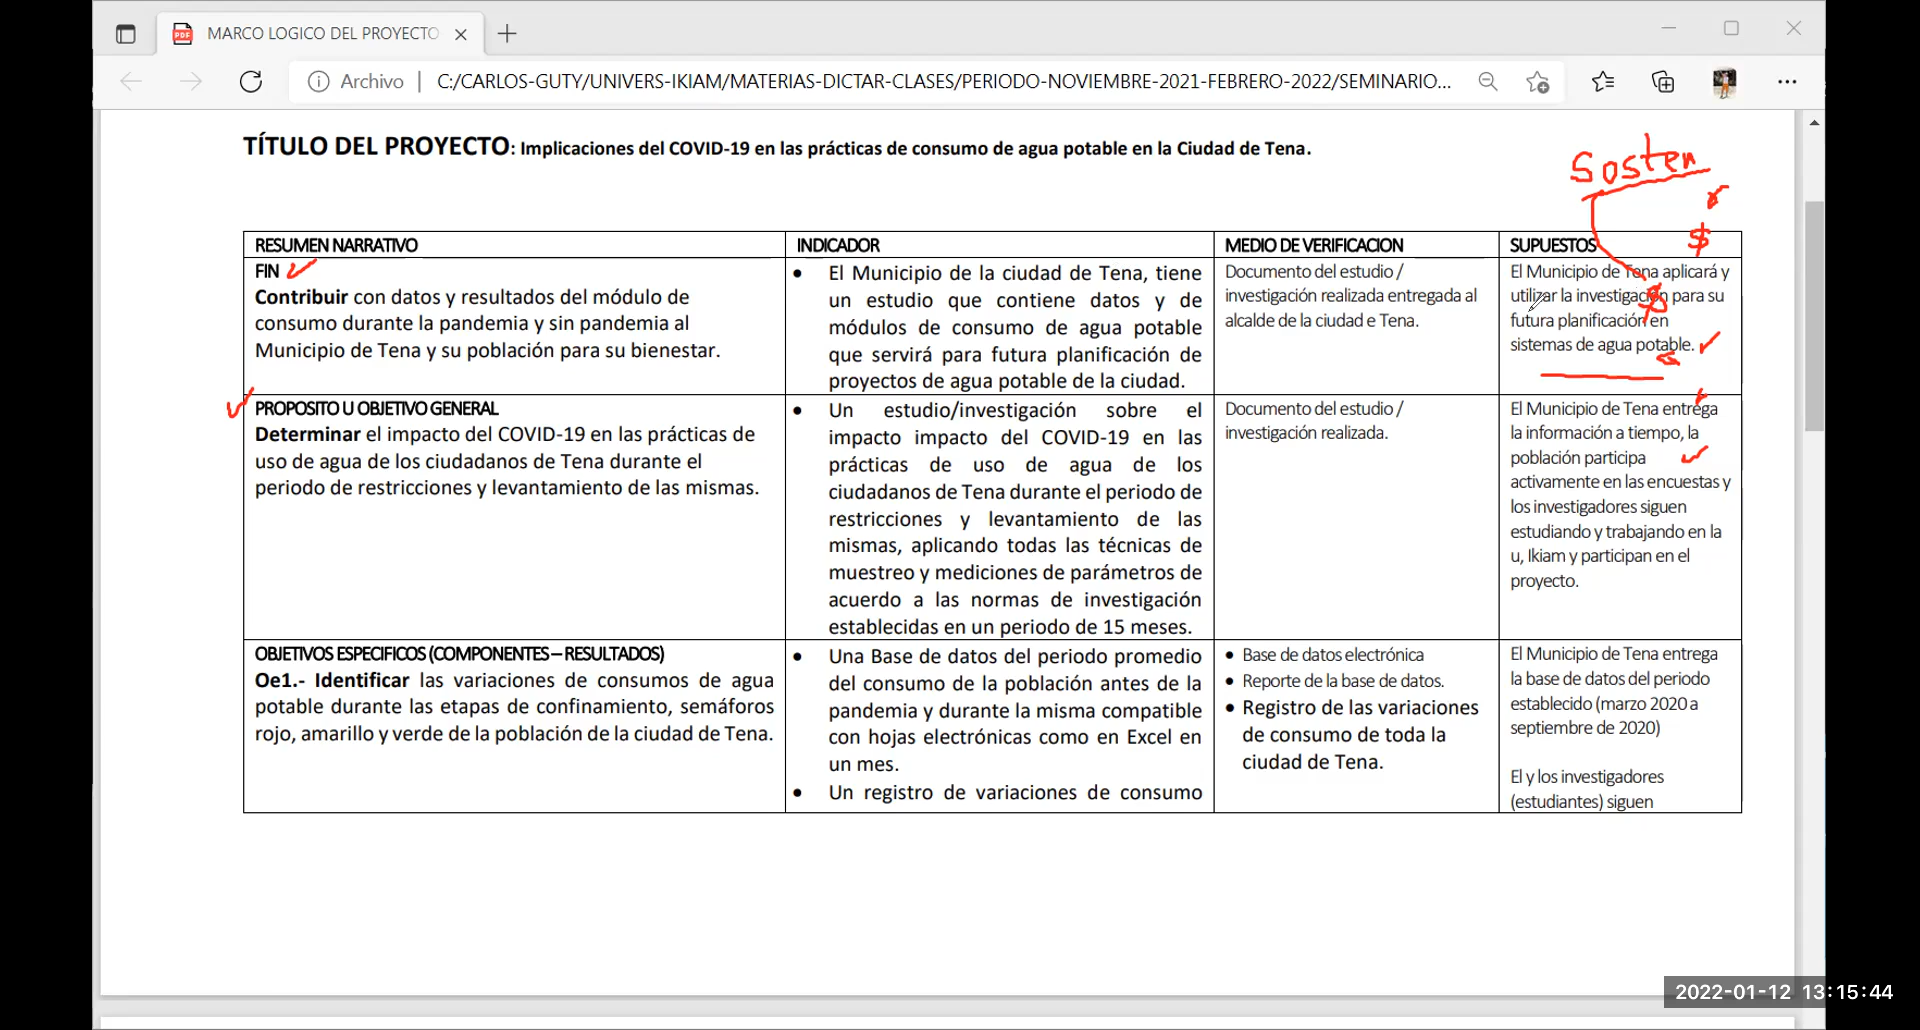 MARCO LOGICO DEL PROYECTO
Archivo | C:/CARLOS-GUTY/UNIVERS-IKIAM/MATERIAS-DICTAR-CLASES/PERIODO-NOVIEMBRE-2021-FEBRERO-2022/SEMINARIO...
TÍTULO DEL PROYECTO: Implicaciones del COVID-19 en las prácticas de consumo de agua potable en la Ciudad de Tena.
Sosten
$
RESUMEN NARRATIVO
INDICADOR
MEDIO DE VERIFICACION
SUPUESTOS
FIN
Contribuir con datos y resultados del módulo de
consumo durante la pandemia y sin pandemia al
Municipio de Tena y su población para su bienestar.
• El Municipio de la ciudad de Tena, tiene
un estudio que contiene datos y de
módulos de consumo de agua potable
que servirá para futura planificación de
proyectos de agua potable de la ciudad.
Documento del estudio /
investigación realizada entregada al
alcalde de la ciudad e Tena.
El Municipio de Tena aplicará y
utilizar la investigación para su
futura planificación en
sistemas de agua potable.
PROPOSITO U OBJETIVO GENERAL
Determinar el impacto del COVID-19 en las prácticas de
uso de agua de los ciudadanos de Tena durante el
periodo de restricciones y levantamiento de las mismas.
• Un estudio/investigación sobre el
impacto impacto del COVID-19 en las
prácticas de uso de agua de los
ciudadanos de Tena durante el periodo de
restricciones y levantamiento de las
mismas, aplicando todas las técnicas de
muestreo y mediciones de parámetros de
acuerdo a las normas de investigación
establecidas en un periodo de 15 meses.
Documento del estudio /
investigación realizada.
El Municipio de Tena entrega
la información a tiempo, la
población participa
activamente en las encuestas y
los investigadores siguen
estudiando y trabajando en la
u, Ikiam y participan en el
proyecto.
OBJETIVOS ESPECIFICOS (COMPONENTES – RESULTADOS)
Oe1.- Identificar las variaciones de consumos de agua
potable durante las etapas de confinamiento, semáforos
rojo, amarillo y verde de la población de la ciudad de Tena.
• Una Base de datos del periodo promedio
del consumo de la población antes de la
pandemia y durante la misma compatible
con hojas electrónicas como en Excel en
un mes.
• Un registro de variaciones de consumo
• Base de datos electrónica
• Reporte de la base de datos.
• Registro de las variaciones
de consumo de toda la
ciudad de Tena.
El Municipio de Tena entrega
la base de datos del periodo
establecido (marzo 2020 a
septiembre de 2020)
El y los investigadores
(estudiantes) siguen
2022-01-12 13:15:44